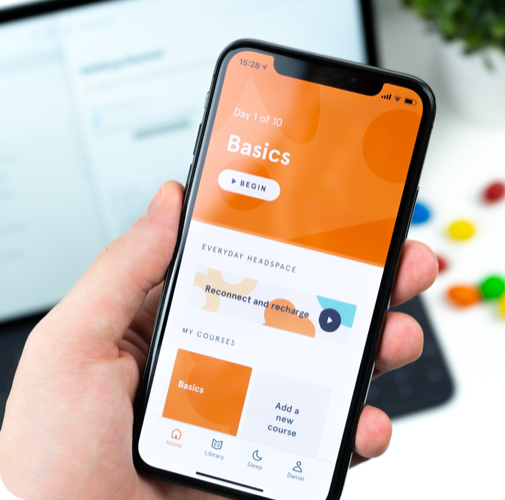 15:28
Day 1 of 10
Basics
BEGIN
EVERYDAY HEADSPACE
Reconnect and recharge
MY COURSES
Basics
Add a
new
course
Home
Library
Sleep
Daniel